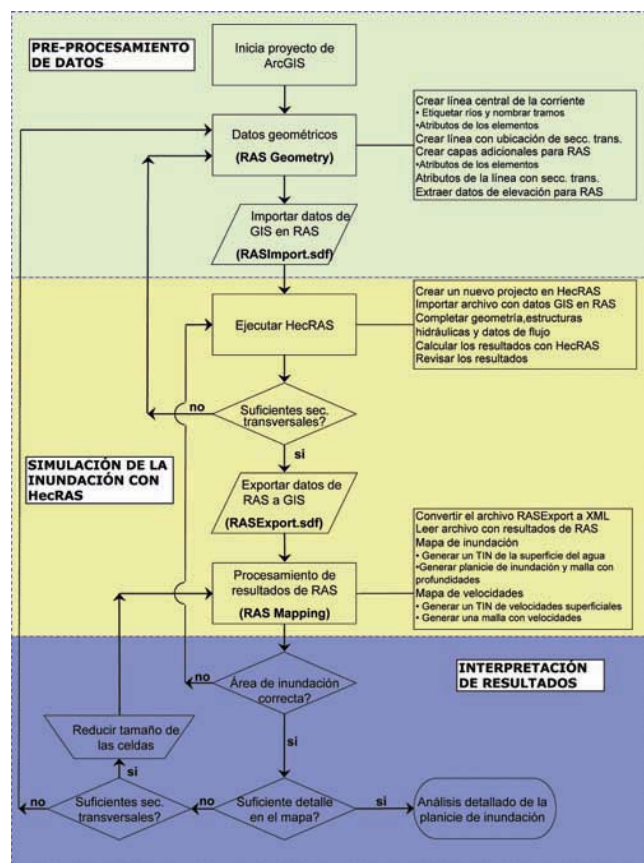 PRE-PROCESAMIENTO
DE DATOS
Inicia proyecto de
ArcGIS
Datos geométricos
(RAS Geometry)
Crear línea central de la corriente
• Etiquetar ríos y nombrar tramos
•Atributos de los elementos
Crear línea con ubicación de secc. trans.
Crear capas adicionales para RAS
•Atributos de los elementos
Atributos de la línea con secc. trans.
Extraer datos de elevación para RAS
Importar datos de
GIS en RAS
(RASImport.sdf)
Ejecutar HecRAS
Crear un nuevo projecto en HecRAS
Importar archivo con datos GIS en RAS
Completar geometría,estructuras
hidráulicas y datos de flujo
Calcular los resultados con HecRAS
Revisar los resultados
no
Suficientes sec.
transversales?
si
SIMULACIÓN DE LA
INUNDACIÓN CON
HecRAS
Exportar datos de
RAS a GIS
(RASExport.sdf)
Procesamiento de
resultados de RAS
(RAS Mapping)
Convertir el archivo RASExport a XML
Leer archivo con resultados de RAS
Mapa de inundación
• Generar un TIN de la superficie del agua
•Generar planicie de inundación y malla con
profundidades
Mapa de velocidades
• Generar un TIN de velocidades superficiales
• Generar una malla con velocidades
INTERPRETACIÓN
DE RESULTADOS
no
Área de inundación
correcta?
si
Reducir tamaño de
las celdas
si
no
Suficientes sec.
transversales?
no
Suficiente detalle
en el mapa?
si
Análisis detallado de la
planicie de inundación